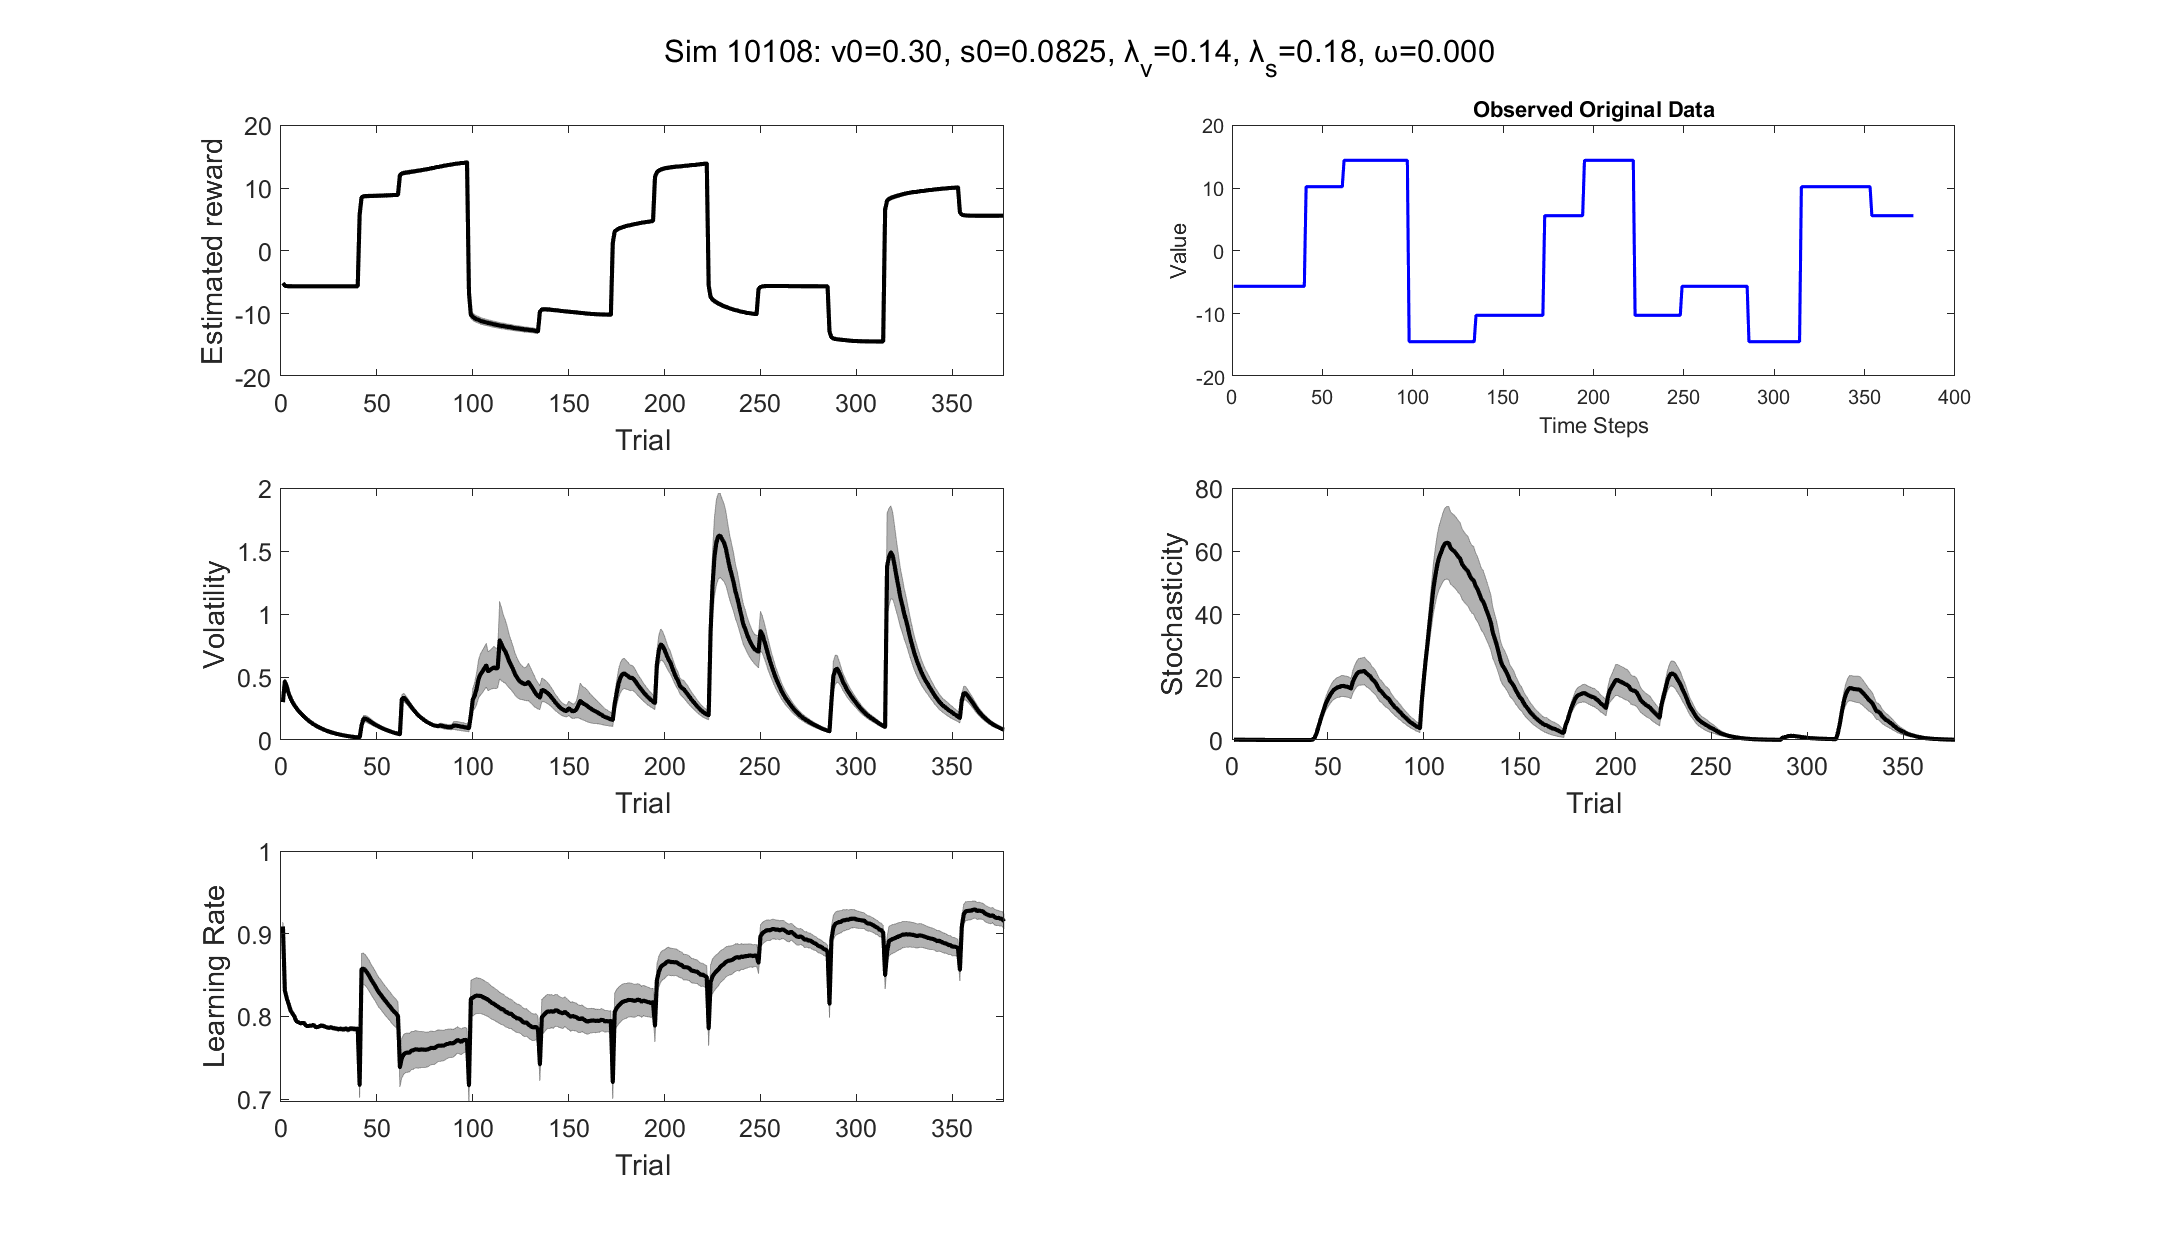 Sim 10108: v0=0.30, s0=0.0825, λ_v=0.14, λ_s=0.18, ω=0.000
Estimated reward
20
10
0
-10
-20
0 50 100 150 200 250 300 350
Trial
Observed Original Data
Value
20
10
0
-10
-20
0 50 100 150 200 250 300 350 400
Time Steps
Volatility
2
1.5
1
0.5
0
0 50 100 150 200 250 300 350
Trial
Stochasticity
80
60
40
20
0
0 50 100 150 200 250 300 350
Trial
Learning Rate
1
0.9
0.8
0.7
0 50 100 150 200 250 300 350
Trial